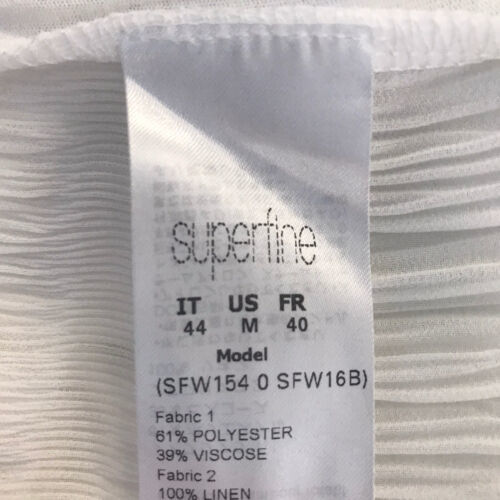 superfine
IT US FR
44 M 40
Model
(SFW154 0 SFW16B)
Fabric 1
61% POLYESTER
39% VISCOSE
Fabric 2
100% LINEN